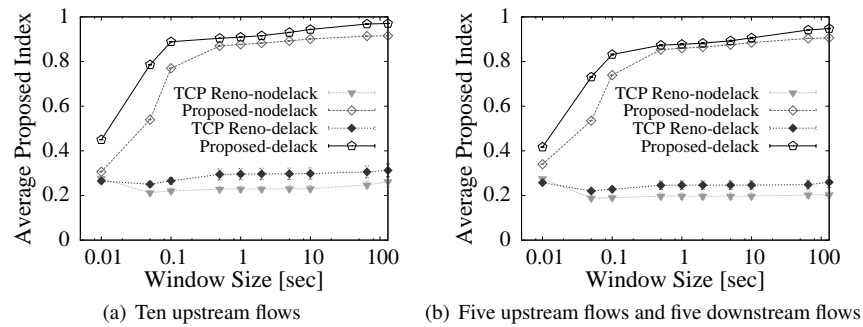 Average Proposed Index
1
0.8
0.6
0.4
0.2
0
TCP Reno-nodelack
Proposed-nodelack
TCP Reno-delack
Proposed-delack
0.01
0.1
1
10
100
Window Size [sec]
(a) Ten upstream flows
Average Proposed Index
1
0.8
0.6
0.4
0.2
0
TCP Reno-nodelack
Proposed-nodelack
TCP Reno-delack
Proposed-delack
0.01
0.1
1
10
100
Window Size [sec]
(b) Five upstream flows and five downstream flows